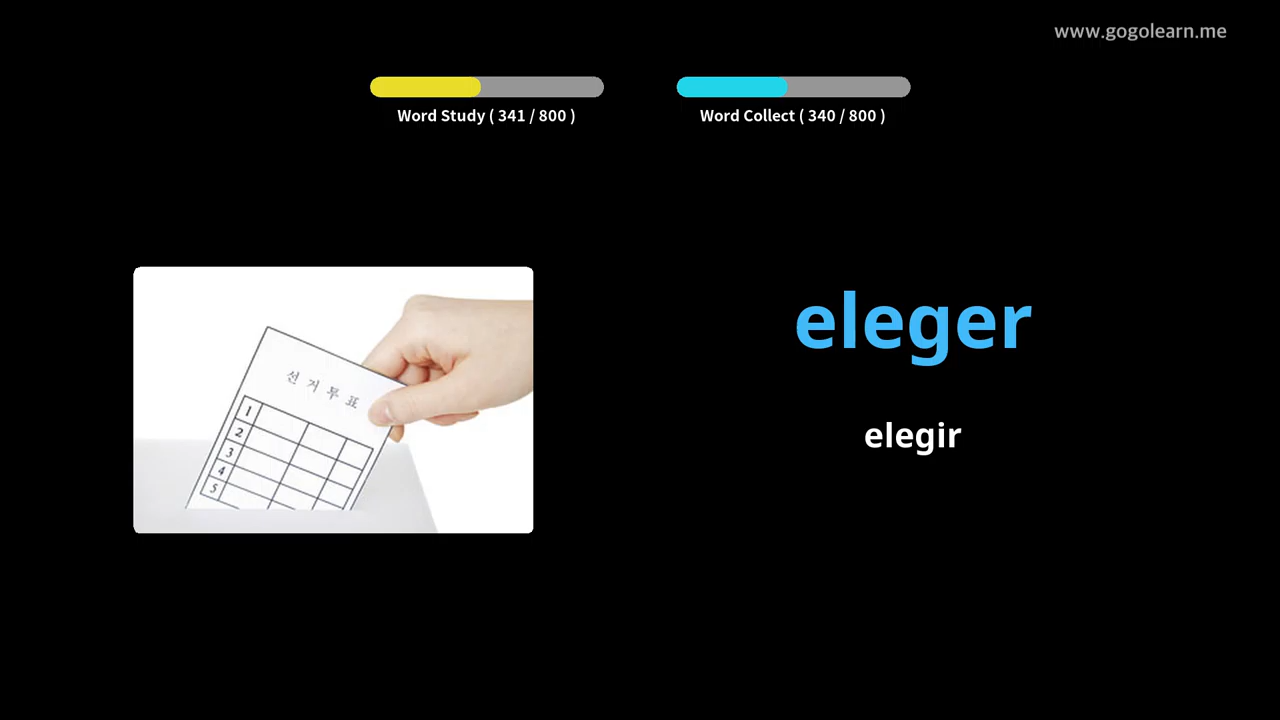 www.gogolearn.me
Word Study ( 341 / 800 )
Word Collect ( 340 / 800 )
선거투표
1
2
3
4
5
eleger
elegir